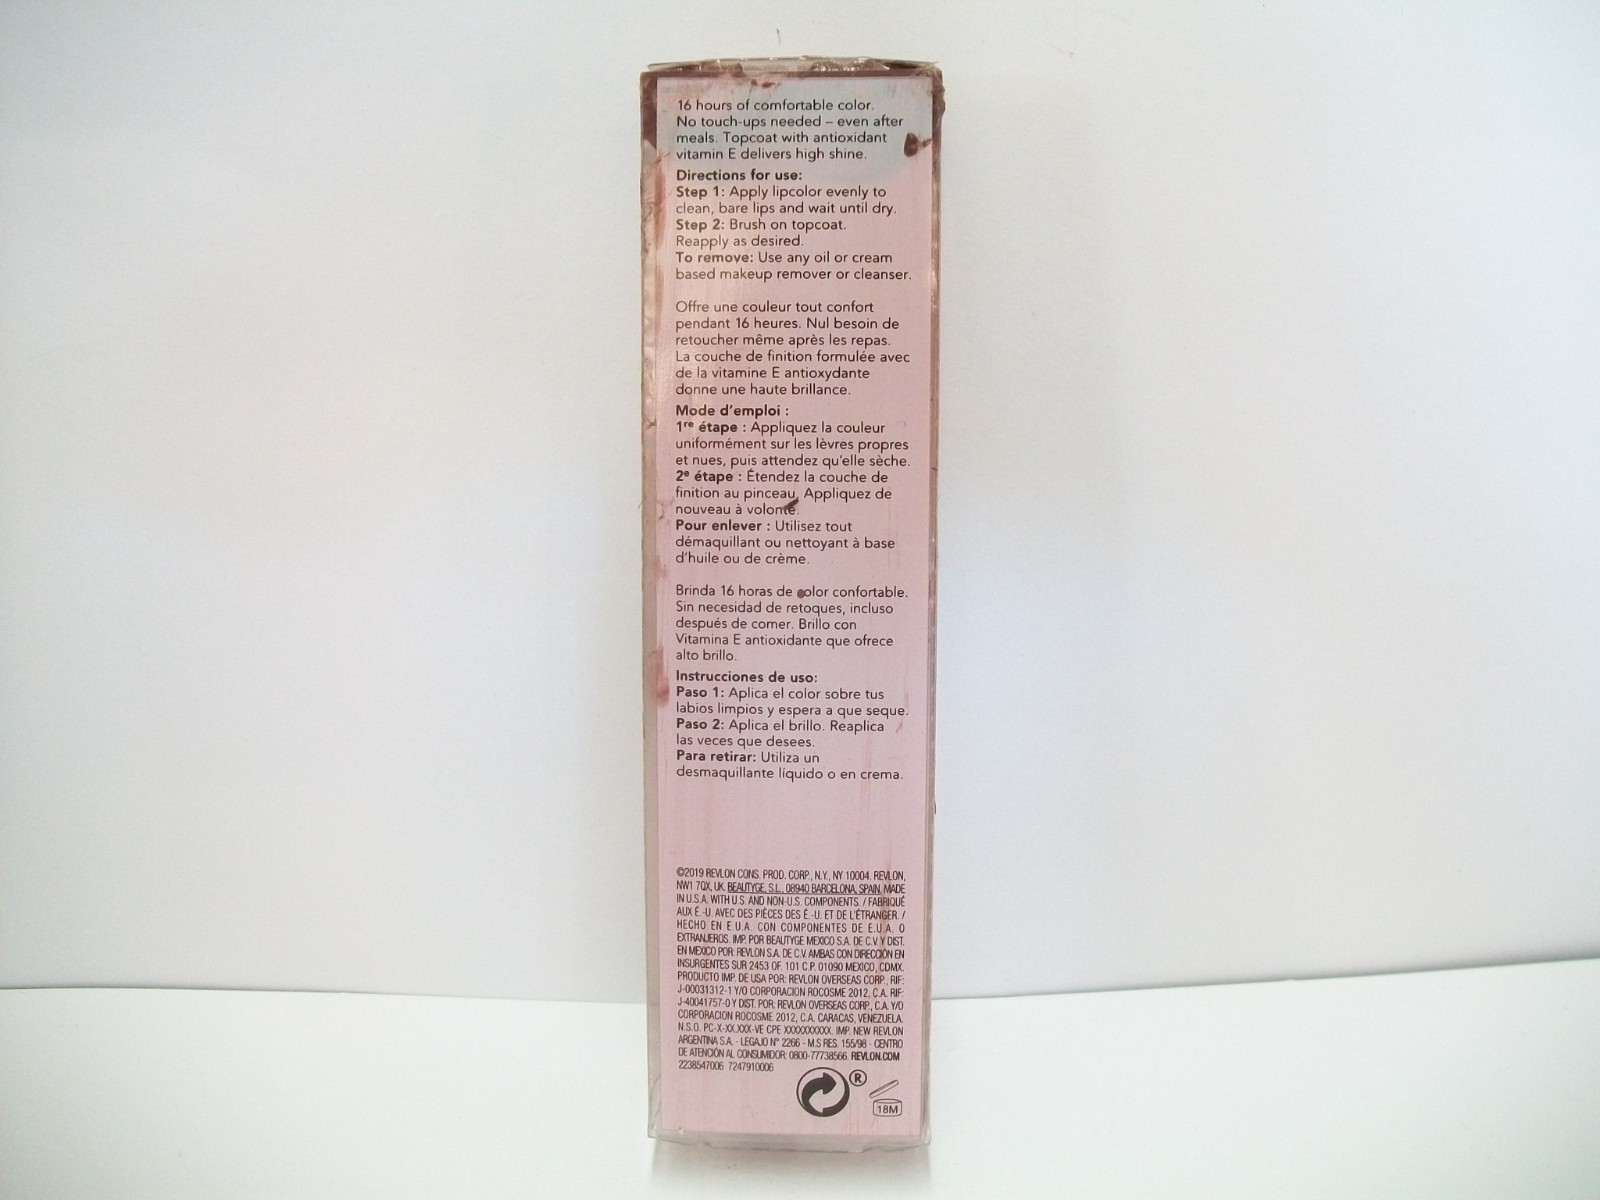 16 hours of comfortable color.
No touch-ups needed – even after
meals. Topcoat with antioxidant
vitamin E delivers high shine.
Directions for use:
Step 1: Apply lipcolor evenly to
clean, bare lips and wait until dry.
Step 2: Brush on topcoat.
Reapply as desired.
To remove: Use any oil or cream
based makeup remover or cleanser.
Offre une couleur tout confort
pendant 16 heures. Nul besoin de
retoucher même après les repas.
La couche de finition formulée avec
de la vitamine E antioxydante
donne une haute brillance.
Mode d'emploi :
1re étape : Appliquez la couleur
uniformément sur les lèvres propres
et nues, puis attendez qu'elle sèche.
2e étape : Étendez la couche de
finition au pinceau. Appliquez de
nouveau à volonté.
Pour enlever : Utilisez tout
démaquillant ou nettoyant à base
d'huile ou de crème.
Brinda 16 horas de color confortable.
Sin necesidad de retoques, incluso
después de comer. Brillo con
Vitamina E antioxidante que ofrece
alto brillo.
Instrucciones de uso:
Paso 1: Aplica el color sobre tus
labios limpios y espera a que seque.
Paso 2: Aplica el brillo. Reaplica
las veces que desees.
Para retirar: Utiliza un
desmaquillante líquido o en crema.
©2019 REVLON CONS. PROD. CORP., N.Y., NY 10004. REVLON,
NW1 7QX, UK. BEAUTYGE, S.L., 08940 BARCELONA, SPAIN. MADE
IN U.S.A. WITH U.S. AND NON-U.S. COMPONENTS. / FABRIQUÉ
AUX É.-U. AVEC DES PIÈCES DES É.-U. ET DE L'ÉTRANGER. /
HECHO EN E.U.A. CON COMPONENTES DE E.U.A. O
EXTRANJEROS. IMP. POR BEAUTYGE MEXICO S.A. DE C.V. Y DIST.
EN MEXICO POR: REVLON S.A. DE C.V. AMBAS CON DIRECCIÓN EN
INSURGENTES SUR 2453 OF. 101 C.P. 01090 MEXICO, CDMX.
PRODUCTO IMP. DE USA POR: REVLON OVERSEAS CORP., RIF:
J-00031312-1 Y/O CORPORACION ROCOSME 2012, C.A. RIF:
J-40041757-0 Y DIST. POR: REVLON OVERSEAS CORP., C.A. Y/O
CORPORACION ROCOSME 2012, C.A. CARACAS, VENEZUELA.
N.S.O. PC-X-XX.XXX-VE CPE XXXXXXXXXX. IMP. NEW REVLON
ARGENTINA S.A. - LEGAJO Nº 2266 - M.S RES. 155/98 - CENTRO
DE ATENCIÓN AL CONSUMIDOR: 0800-77738566. REVLON.COM
2238547006 7247910006
®
18M